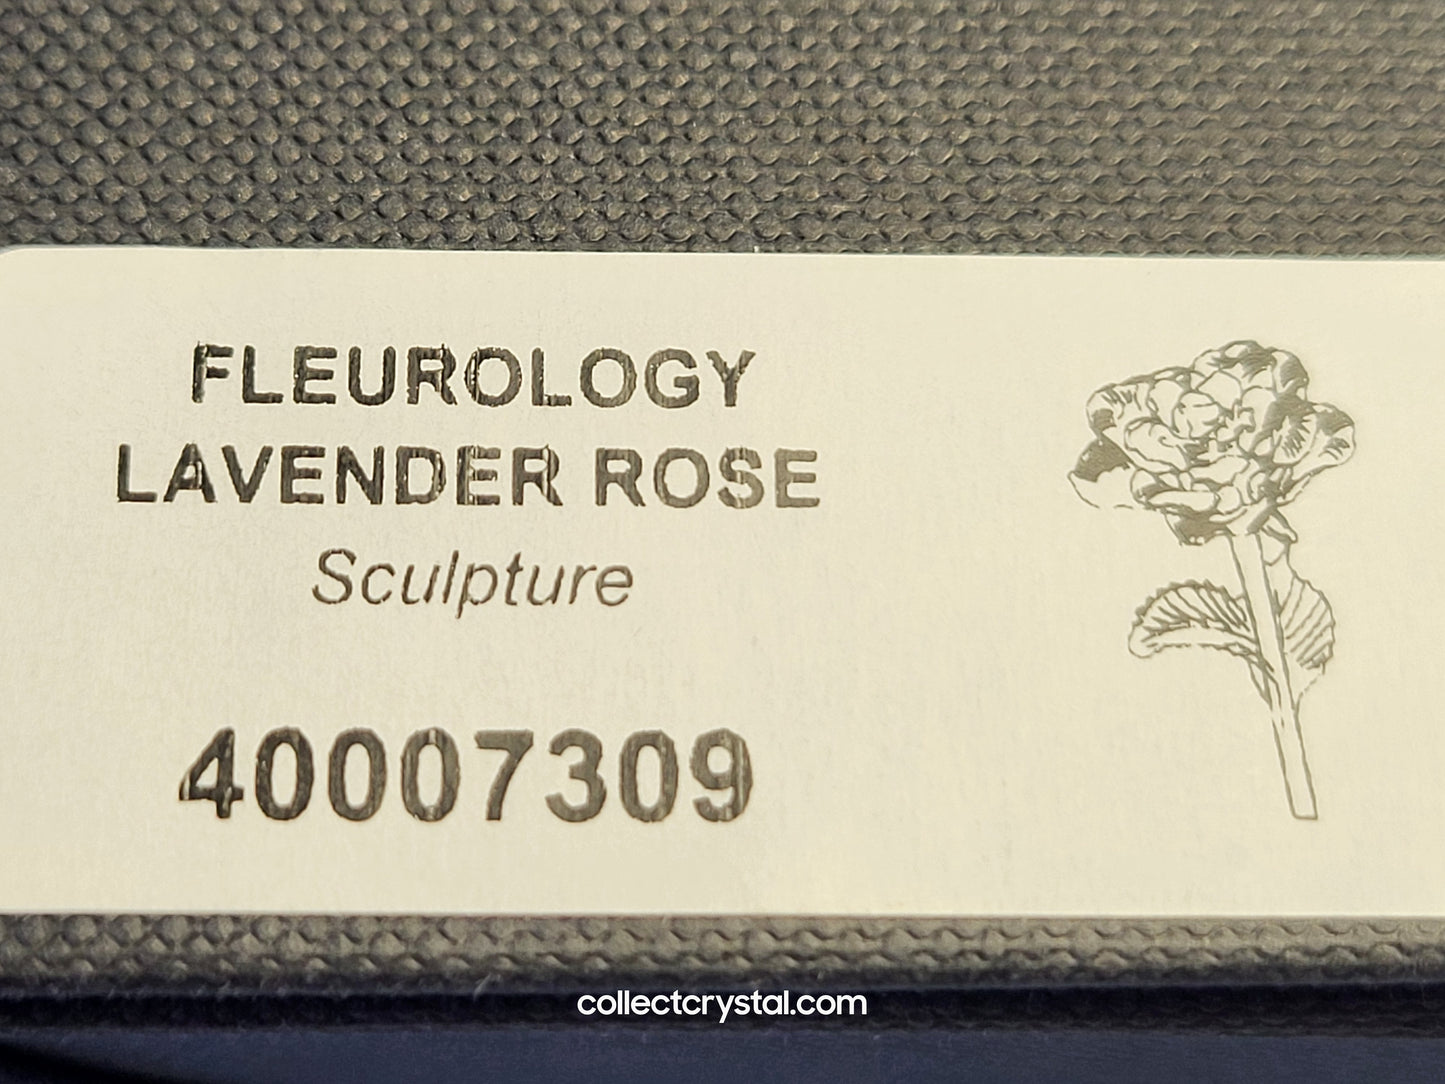 FLEUROLOGY
LAVENDER ROSE
Sculpture
40007309
collectcrystal.com